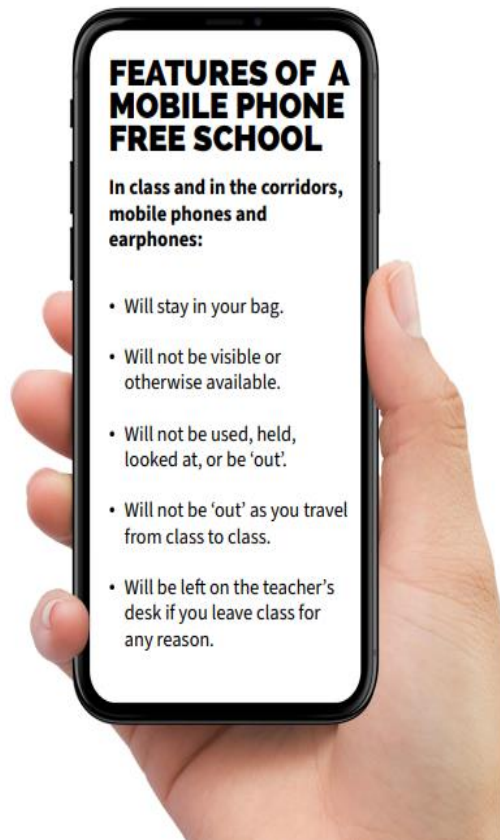 FEATURES OF A
MOBILE PHONE
FREE SCHOOL
In class and in the corridors,
mobile phones and
earphones:
• Will stay in your bag.
• Will not be visible or
otherwise available.
• Will not be used, held,
looked at, or be ‘out’.
• Will not be ‘out’ as you travel
from class to class.
• Will be left on the teacher’s
desk if you leave class for
any reason.